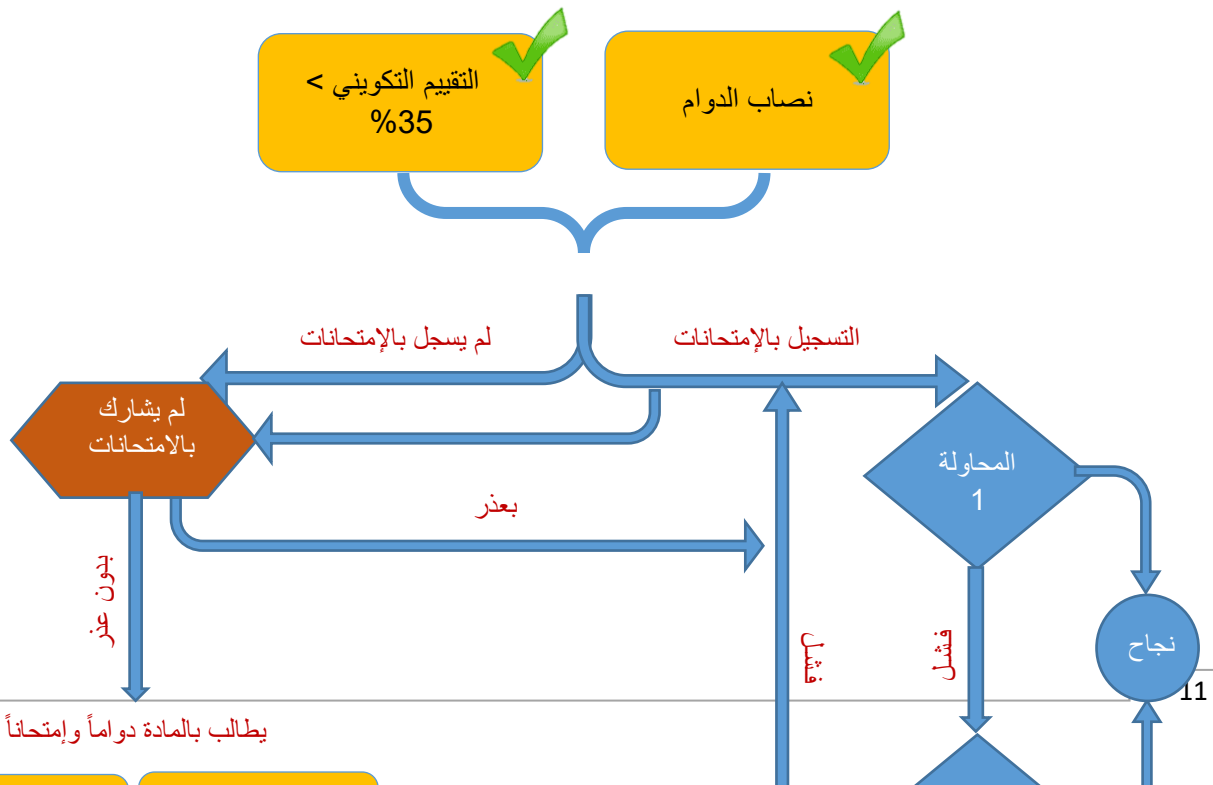 نصاب الدوام
التقييم التكويني >
%35
التسجيل بالإمتحانات
لم يسجل بالإمتحانات
لم يشارك
بالامتحانات
المحاولة
1
بعذر
بدون عذر
فشل
فشل
نجاح
11
يطالب بالمادة دواماً وإمتحاناً